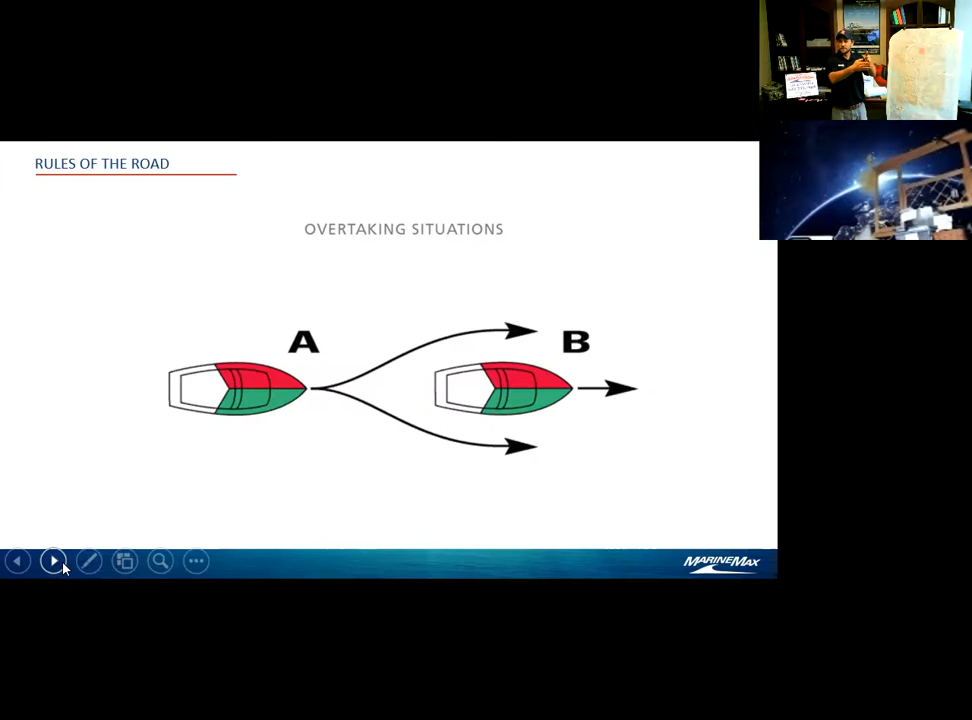 RULES OF THE ROAD
OVERTAKING SITUATIONS
A
B
MARINEMAX